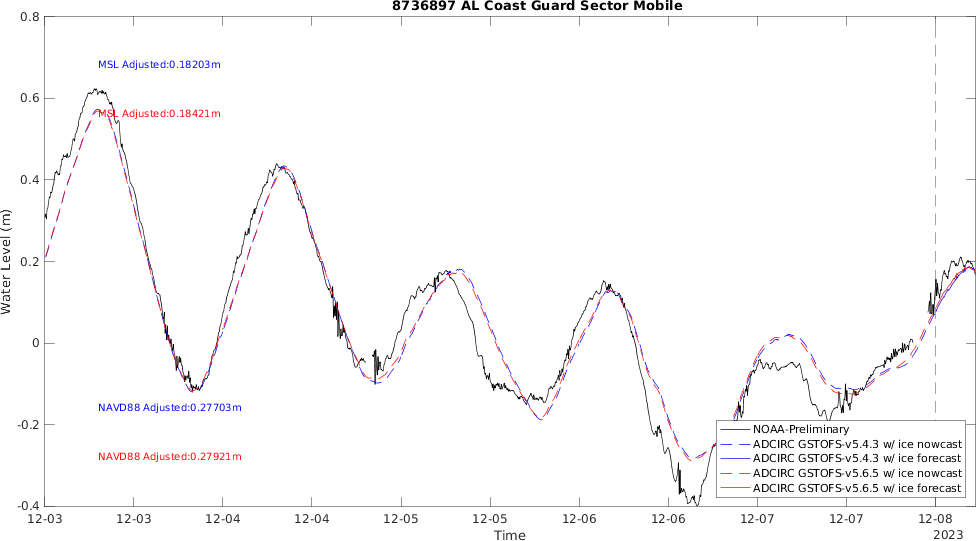 8736897 AL Coast Guard Sector Mobile
0.8
MSL Adjusted:0.18203m
0.6
MSL Adjusted:0.18421m
0.4
0.2
Water Level (m)
0
NAVD88 Adjusted:0.27703m
-0.2
NAVD88 Adjusted:0.27921m
-0.4
NOAA-Preliminary
ADCIRC GSTOFS-v5.4.3 w/ ice nowcast
ADCIRC GSTOFS-v5.4.3 w/ ice forecast
ADCIRC GSTOFS-v5.6.5 w/ ice nowcast
ADCIRC GSTOFS-v5.6.5 w/ ice forecast
12-03 12-03 12-04 12-04 12-05 12-05 12-06 12-06 12-07 12-07 12-08
Time
2023